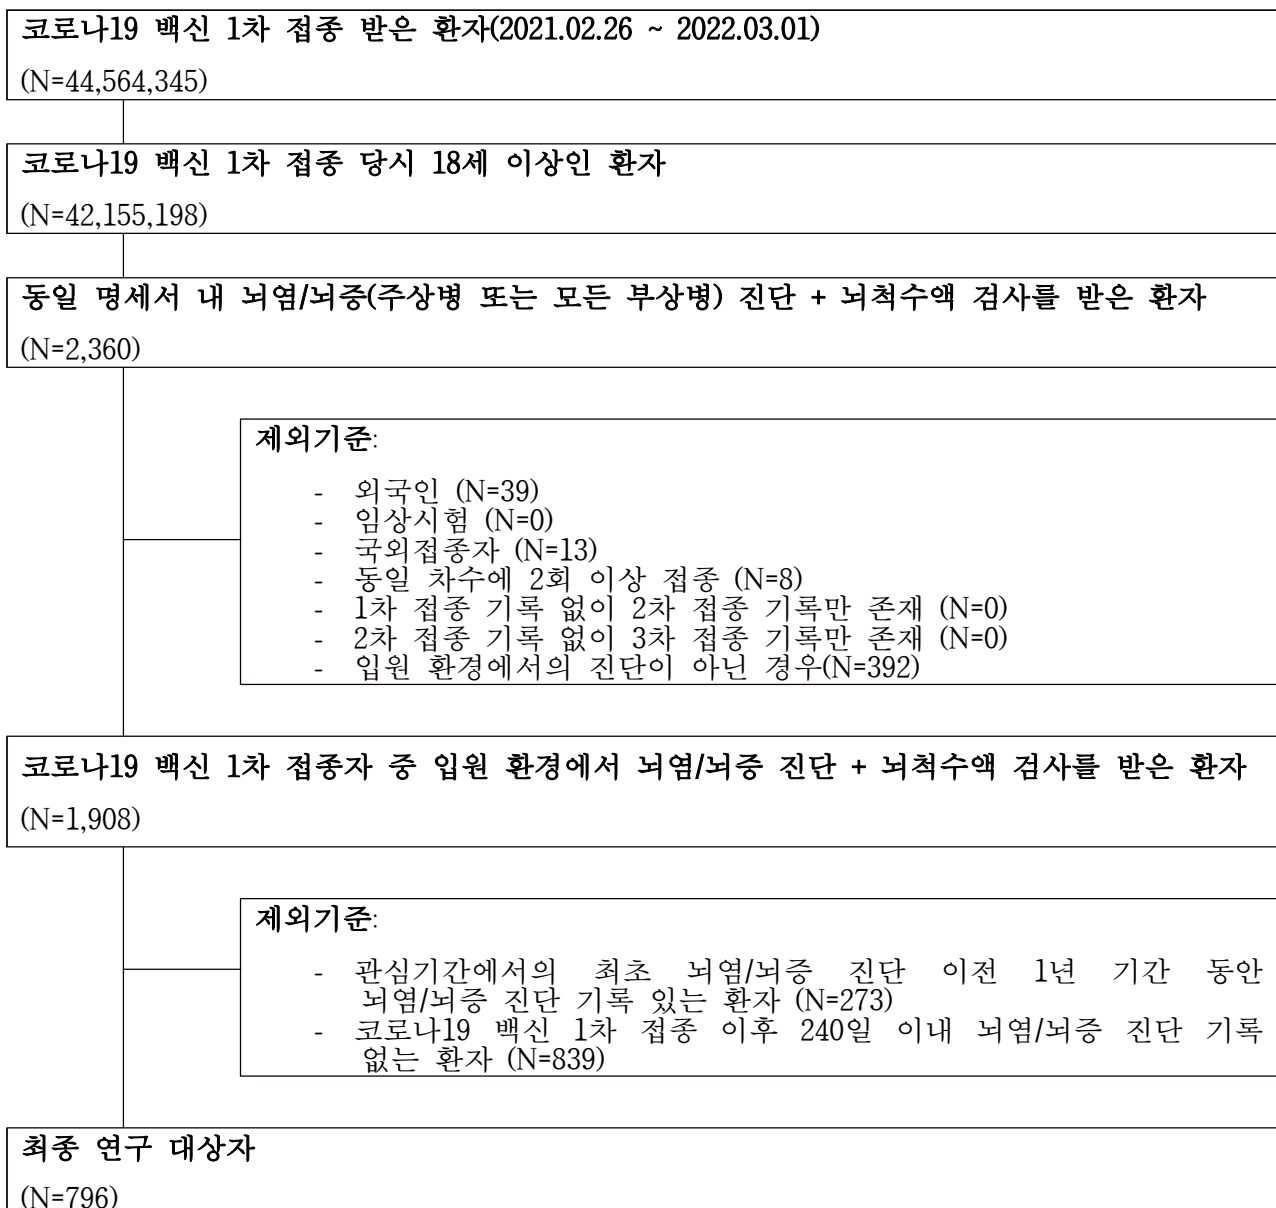 코로나19 백신 1차 접종 받은 환자(2021.02.26 ~ 2022.03.01)
(N=44,564,345)
코로나19 백신 1차 접종 당시 18세 이상인 환자
(N=42,155,198)
동일 명세서 내 뇌염/뇌증(주상병 또는 모든 부상병) 진단 + 뇌척수액 검사를 받은 환자
(N=2,360)
제외기준:
- 외국인 (N=39)
- 임상시험 (N=0)
- 국외접종자 (N=13)
- 동일 차수에 2회 이상 접종 (N=8)
- 1차 접종 기록 없이 2차 접종 기록만 존재 (N=0)
- 2차 접종 기록 없이 3차 접종 기록만 존재 (N=0)
- 입원 환경에서의 진단이 아닌 경우(N=392)
코로나19 백신 1차 접종자 중 입원 환경에서 뇌염/뇌증 진단 + 뇌척수액 검사를 받은 환자
(N=1,908)
제외기준:
- 관심기간에서의 최초 뇌염/뇌증 진단 이전 1년 기간 동안
뇌염/뇌증 진단 기록 있는 환자 (N=273)
- 코로나19 백신 1차 접종 이후 240일 이내 뇌염/뇌증 진단 기록
없는 환자 (N=839)
최종 연구 대상자
(N=796)